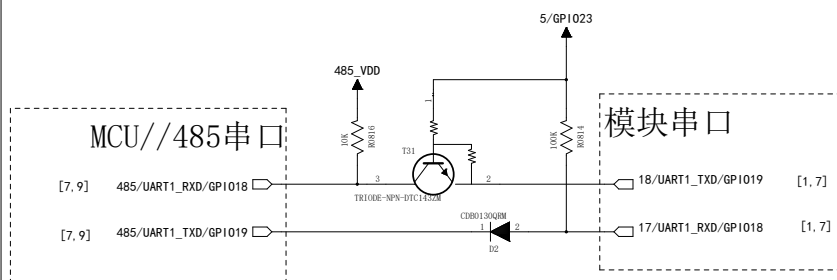 5/GPIO23
485_VDD
10K
R0816
1
T31
100K
R0814
MCU//485串口
模块串口
[7,9]
485/UART1_RXD/GPIO18
3
2
18/UART1_TXD/GPIO19
[1,7]
TRIODE-NPN-DTC143ZM
CDB0130QRM
[7,9]
485/UART1_TXD/GPIO19
1
2
17/UART1_RXD/GPIO18
[1,7]
D2